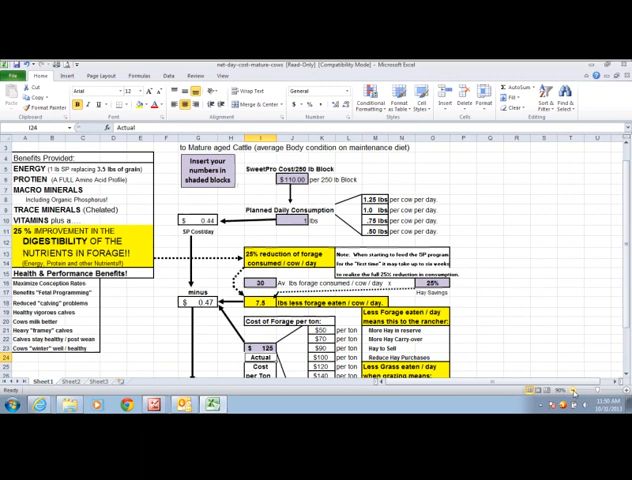 net-day-cost-mature-cows [Read-Only] [Compatibility Mode] - Microsoft Excel
File Home Insert Page Layout Formulas Data Review View
Cut
Copy
Format Painter
Arial 12
Wrap Text
Merge & Center
General
Conditional Formatting
Format as Table
Cell Styles
Insert Delete Format
AutoSum
Fill
Clear
Sort & Filter
Find & Select
I24 Actual
A B C D E F G H I J K L M N O P Q R S T U
to Mature aged Cattle (average Body condition on maintenance diet)
Benefits Provided:
ENERGY (1 lb SP replacing 3.5 lbs of grain)
PROTIEN (A FULL Amino Acid Profile)
MACRO MINERALS
Including Organic Phosphorus!
TRACE MINERALS (Chelated)
VITAMINS plus a ....
25 % IMPROVEMENT IN THE
DIGESTIBILITY OF THE
NUTRIENTS IN FORAGE!!
(Energy, Protein and other Nutrients!!)
Health & Performance Benefits!
Maximize Conception Rates
Benefits "Fetal Programming"
Reduced "calving" problems
Healthy vigorous calves
Cows milk better
Heavy "framey" calves
Calves stay healthy / post wean
Cows "winter" well / healthy
Insert your
numbers in
shaded blocks
SweetPro Cost/250 lb Block
$110.00 per 250 lb Block
Planned Daily Consumption
1 lbs
1.25 lbs per cow per day.
1.0 lbs per cow per day.
.75 lbs per cow per day.
.50 lbs per cow per day.
$ 0.44
SP Cost/day
25% reduction of forage
consumed / cow / day
Note: When starting to feed the SP program
for the "first time" it may take up to six weeks
to realize the full 25% reduction in consumption.
30 Av. lbs forage consumed / cow / day x 25%
Hay Savings
minus
$ 0.47
7.5 lbs less forage eaten / cow / day.
Cost of Forage per ton:
$50 per ton
$70 per ton
$90 per ton
$100 per ton
$120 per ton
per ton
$ 125
Actual
Cost
per Ton
Less Forage eaten / day
means this to the rancher:
More Hay in reserve
More Hay Carry-over
Hay to Sell
Reduce Hay Purchases
Less Grass eaten / day
when grazing means:
Sheet1 Sheet2 Sheet3
Ready
90%
11:50 AM
10/31/2013